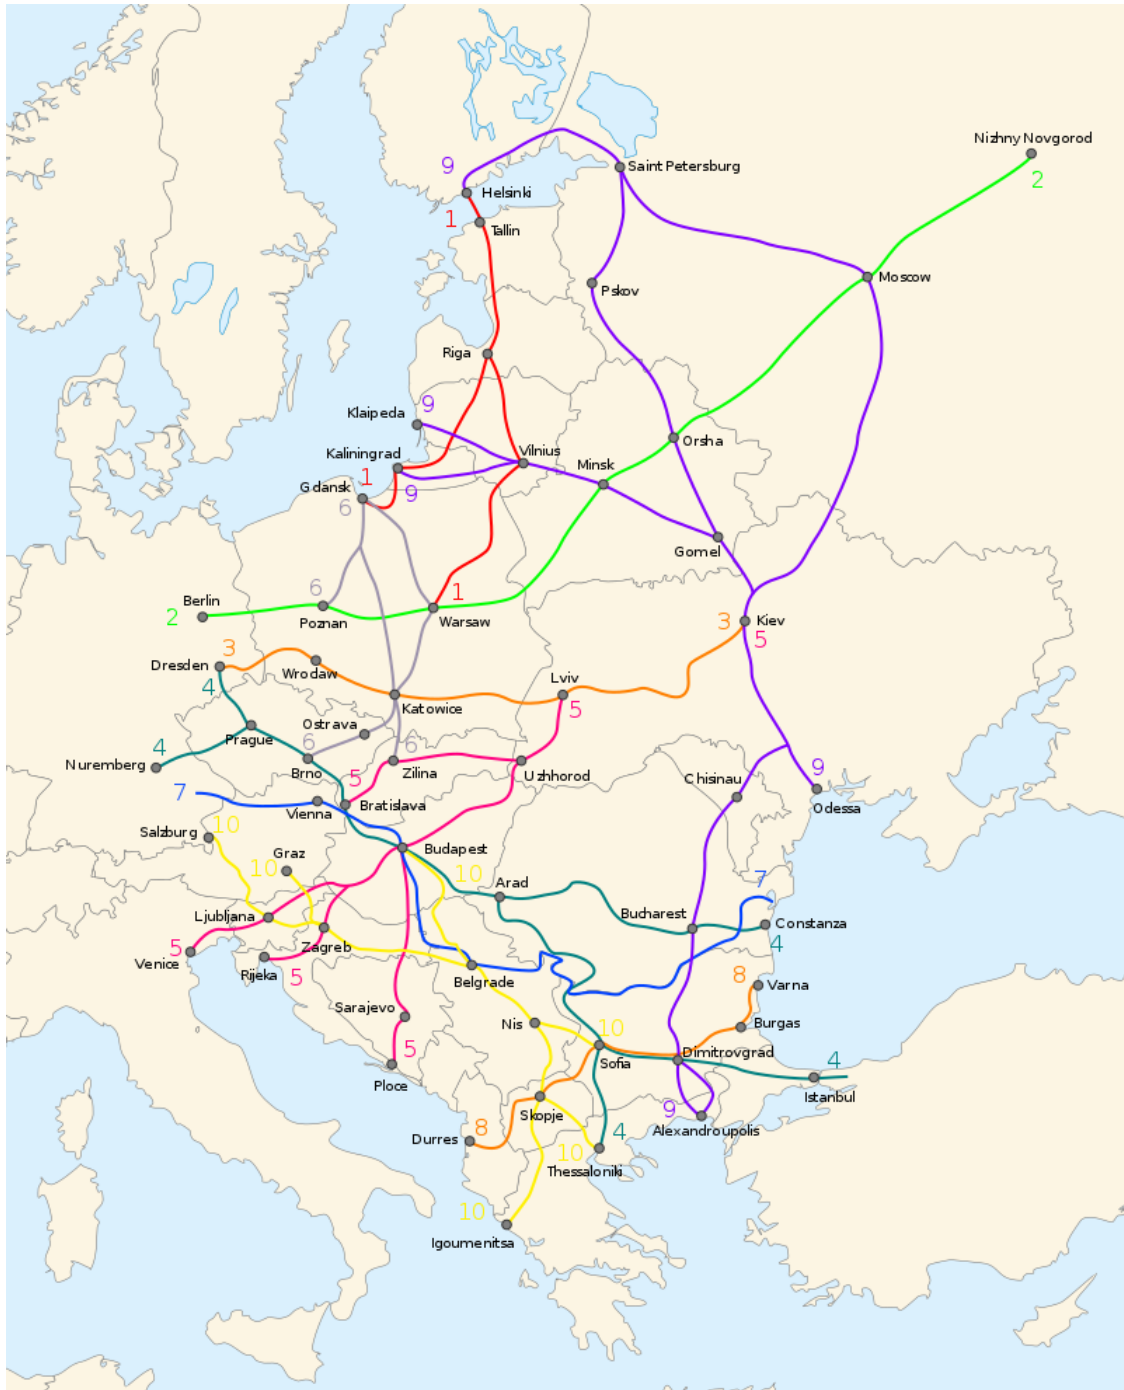 Nizhny Novgorod
9
Saint Petersburg
2
Helsinki
1
Tallin
Moscow
Pskov
Riga
Klaipeda
9
Orsha
Kaliningrad
Vilnius
Minsk
1
Gdansk
9
6
Gomel
6
1
Berlin
2
Poznan
Warsaw
3
Kiev
5
3
Dresden
Wrocław
Lviv
4
Katowice
5
Ostrava
Prague
6
6
4
Nuremberg
Brno
Zilina
Uzhhorod
Chisinau
9
5
7
Vienna
Bratislava
Odessa
Salzburg
10
Graz
Budapest
10
10
Arad
7
Ljubljana
Bucharest
Constanza
4
5
Zagreb
Venice
Rijeka
5
Belgrade
8
Varna
Sarajevo
Nis
10
Burgas
5
Sofia
Dimitrovgrad
4
Ploce
Istanbul
Skopje
9
Alexandroupolis
Durres
8
4
10
Thessaloniki
10
Igoumenitsa